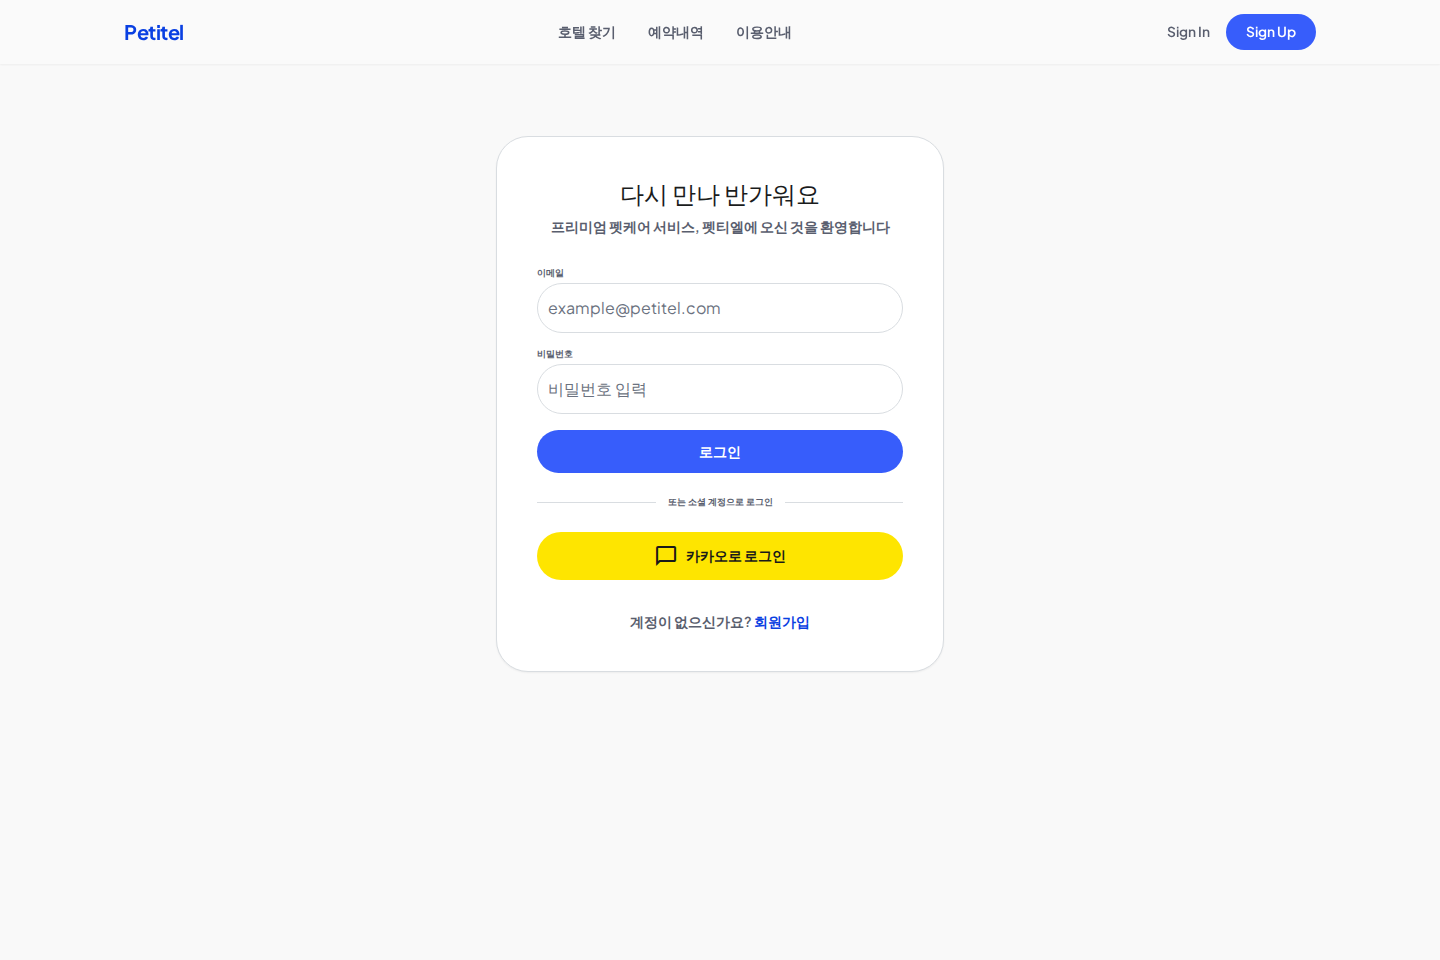 Petitel
호텔 찾기 예약내역 이용안내
Sign In Sign Up
다시 만나 반가워요
프리미엄 펫케어 서비스, 펫티엘에 오신 것을 환영합니다
이메일
example@petitel.com
비밀번호
비밀번호 입력
로그인
또는 소셜 계정으로 로그인
카카오로 로그인
계정이 없으신가요? 회원가입